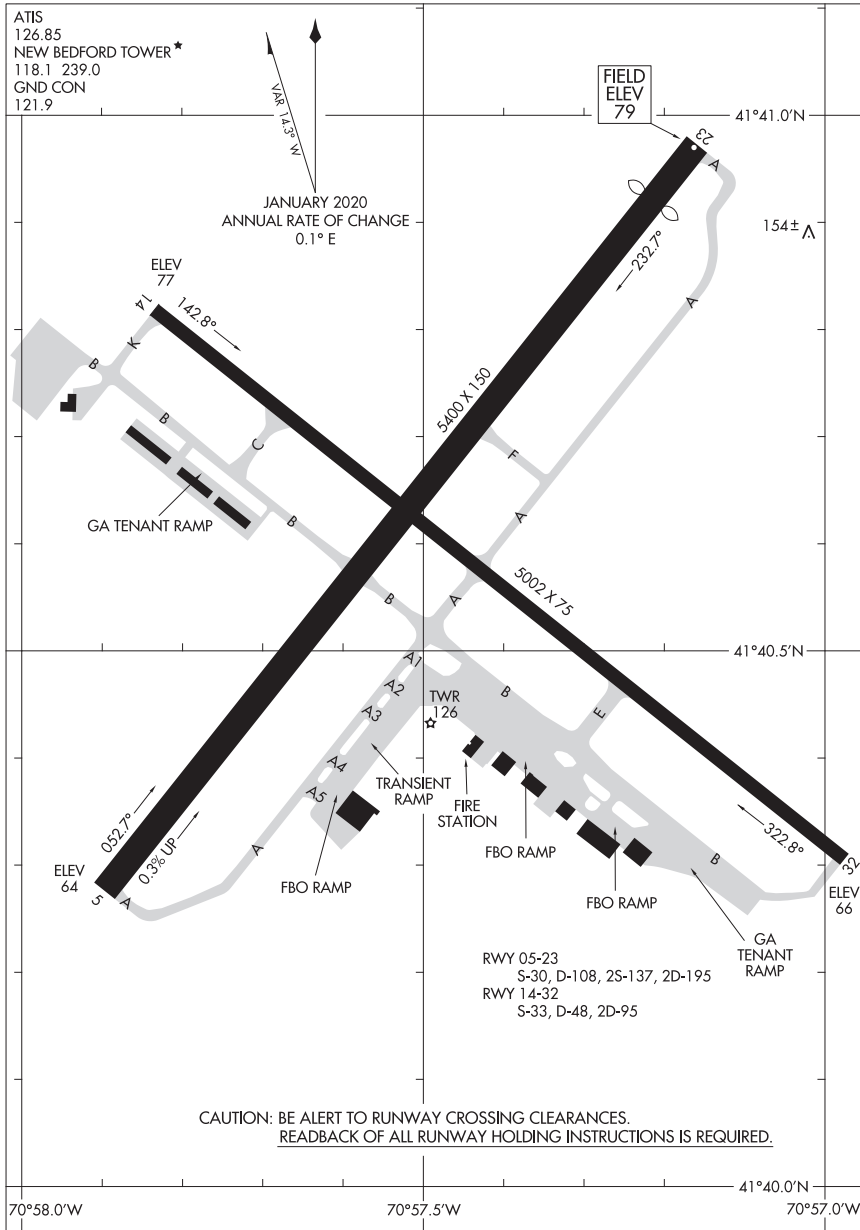 ATIS
126.85
NEW BEDFORD TOWER★
118.1 239.0
GND CON
121.9
VAR 14.3° W
JANUARY 2020
ANNUAL RATE OF CHANGE
0.1° E
FIELD
ELEV
79
41°41.0'N
23
A
154±
232.7°
ELEV
77
14
142.8°
K
B
A
B
5400 X 150
C
F
GA TENANT RAMP
B
A
5002 X 75
B
A
41°40.5'N
A1
A2
A3
A4
A5
TWR
126
B
E
TRANSIENT
RAMP
FIRE
STATION
052.7°
0.3% UP
322.8°
A
FBO RAMP
FBO RAMP
B
32
ELEV
64
ELEV
66
5
A
FBO RAMP
GA
TENANT
RAMP
RWY 05-23
S-30, D-108, 2S-137, 2D-195
RWY 14-32
S-33, D-48, 2D-95
CAUTION: BE ALERT TO RUNWAY CROSSING CLEARANCES.
READBACK OF ALL RUNWAY HOLDING INSTRUCTIONS IS REQUIRED.
41°40.0'N
70°58.0'W
70°57.5'W
70°57.0'W